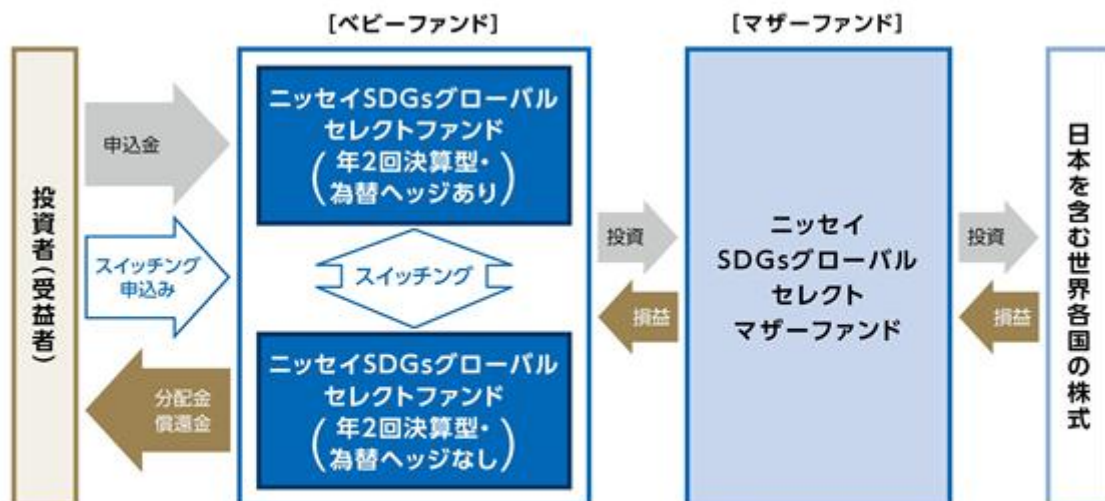 [ベビーファンド]
[マザーファンド]
投資者(受益者)
申込金
スイッチング
申込み
分配金
償還金
ニッセイSDGsグローバル
セレクトファンド
(年2回決算型・
為替ヘッジあり)
スイッチング
ニッセイSDGsグローバル
セレクトファンド
(年2回決算型・
為替ヘッジなし)
投資
損益
ニッセイ
SDGsグローバル
セレクト
マザーファンド
投資
損益
日本を含む世界各国の株式